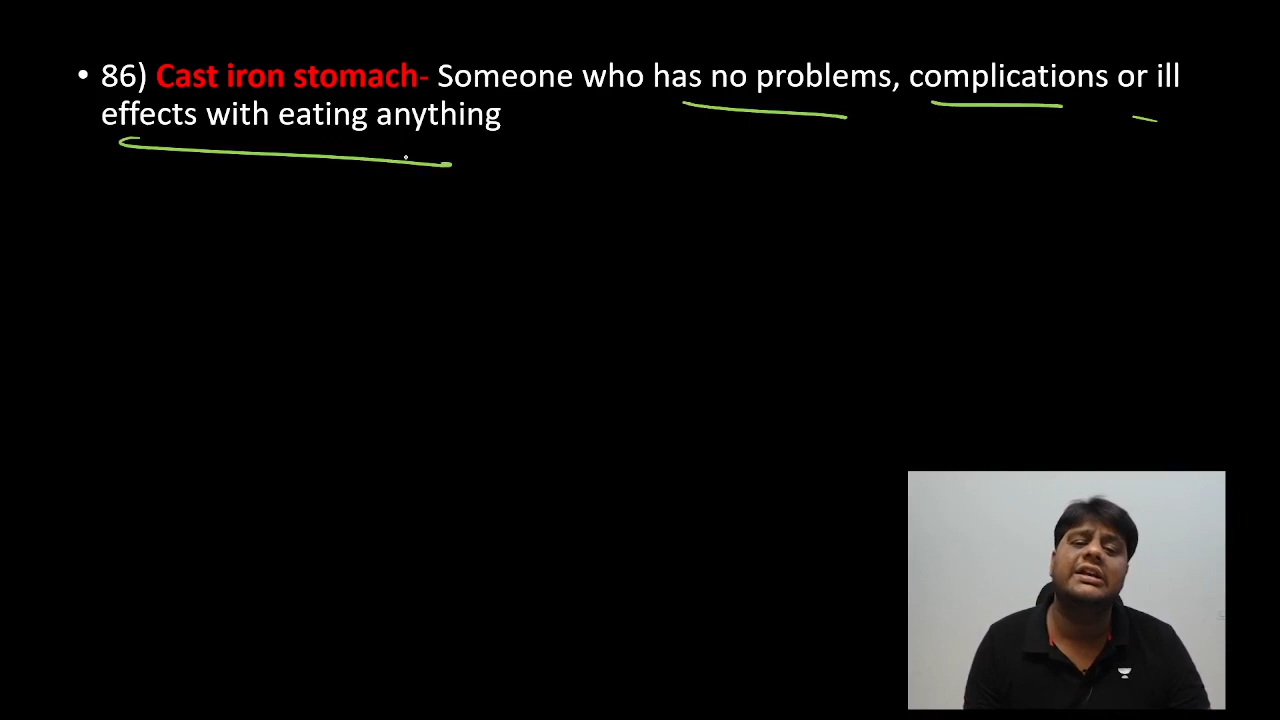 • 86) Cast iron stomach- Someone who has no problems, complications or ill
effects with eating anything